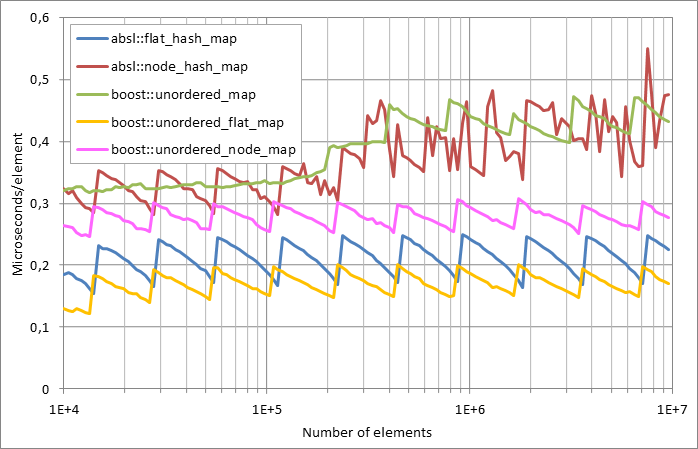 0,6
0,5
0,4
0,3
0,2
0,1
0
Microseconds/element
absl::flat_hash_map
absl::node_hash_map
boost::unordered_map
boost::unordered_flat_map
boost::unordered_node_map
1E+4 1E+5 1E+6 1E+7
Number of elements